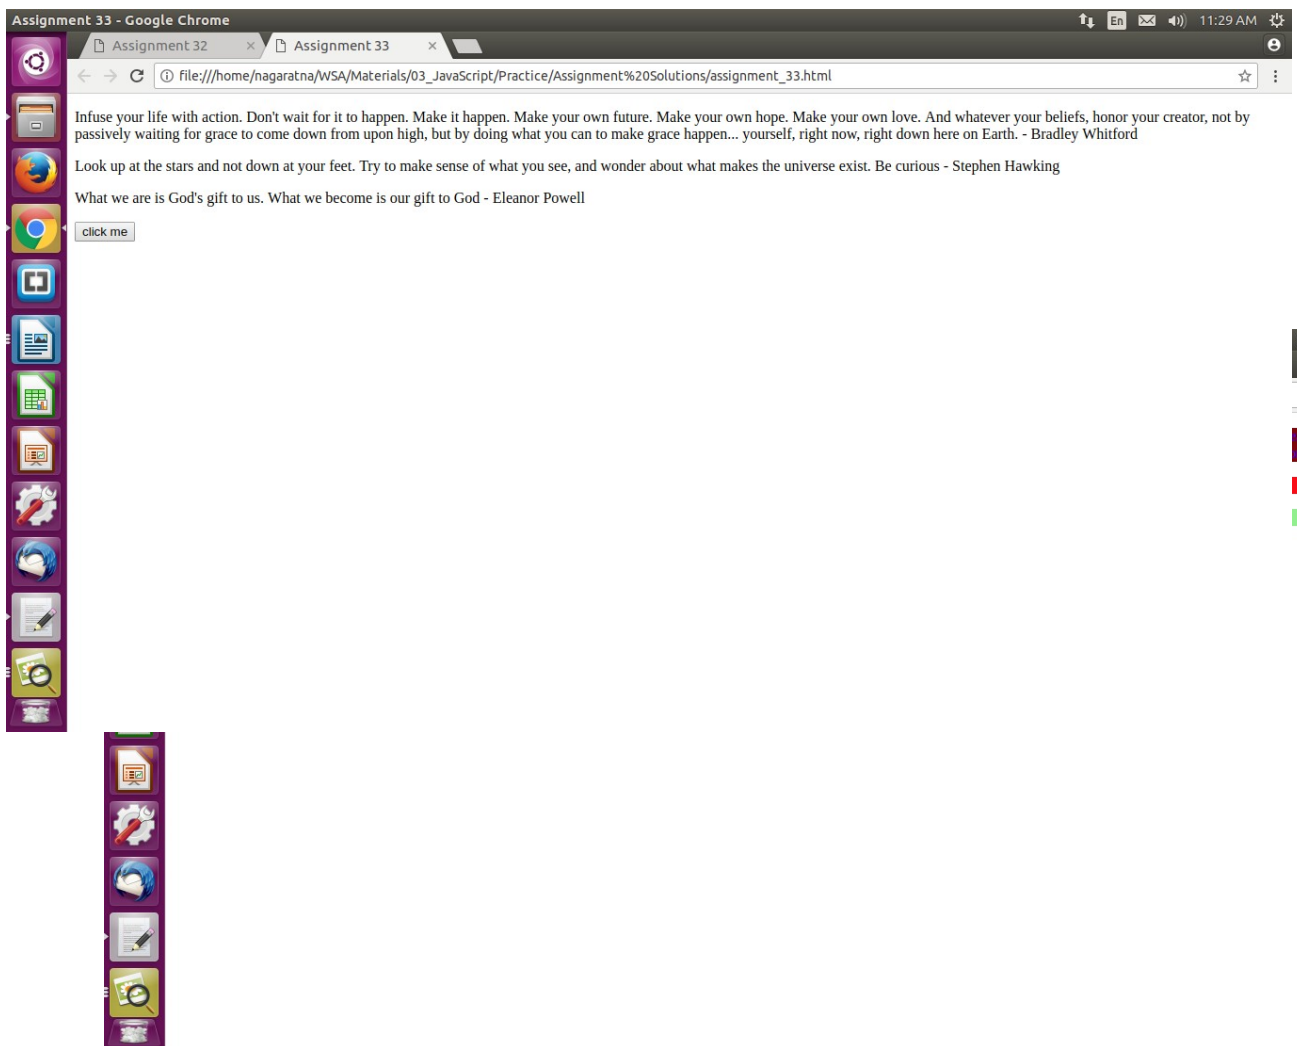 Assignment 33 - Google Chrome
En
11:29 AM
Assignment 32
Assignment 33
file:///home/nagaratna/WSA/Materials/03_JavaScript/Practice/Assignment%20Solutions/assignment_33.html
Infuse your life with action. Don't wait for it to happen. Make it happen. Make your own future. Make your own hope. Make your own love. And whatever your beliefs, honor your creator, not by
passively waiting for grace to come down from upon high, but by doing what you can to make grace happen... yourself, right now, right down here on Earth. - Bradley Whitford
Look up at the stars and not down at your feet. Try to make sense of what you see, and wonder about what makes the universe exist. Be curious - Stephen Hawking
What we are is God's gift to us. What we become is our gift to God - Eleanor Powell
click me